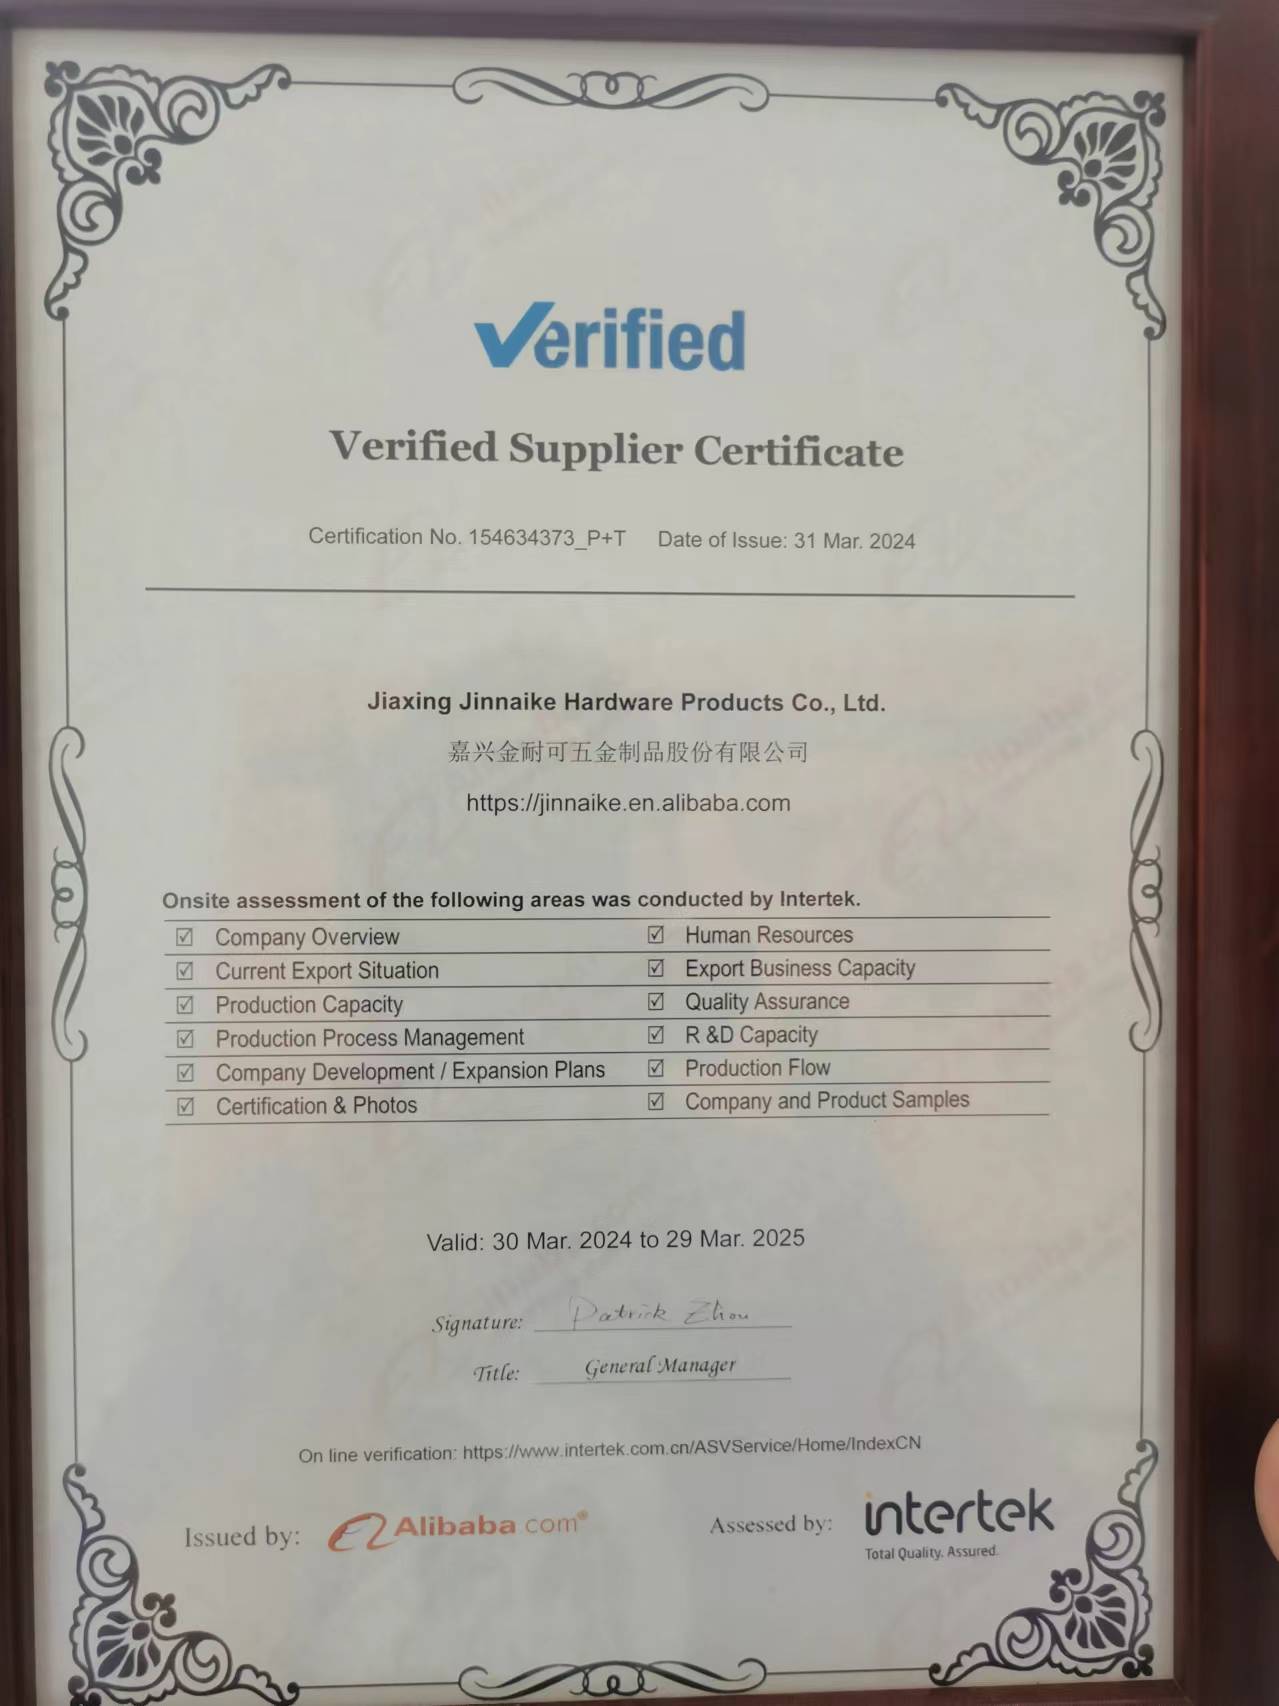 Verified
Verified Supplier Certificate
Certification No. 154634373_P+T Date of Issue: 31 Mar. 2024
Jiaxing Jinnaike Hardware Products Co., Ltd.
嘉兴金耐可五金制品股份有限公司
https://jinnaike.en.alibaba.com
Onsite assessment of the following areas was conducted by Intertek.
☑ Company Overview ☑ Human Resources
☑ Current Export Situation ☑ Export Business Capacity
☑ Production Capacity ☑ Quality Assurance
☑ Production Process Management ☑ R &D Capacity
☑ Company Development / Expansion Plans ☑ Production Flow
☑ Certification & Photos ☑ Company and Product Samples
Valid: 30 Mar. 2024 to 29 Mar. 2025
Signature: Patrick Zhou
Title: General Manager
On line verification: https://www.intertek.com.cn/ASVService/Home/IndexCN
Issued by: Alibaba.com® Assessed by: intertek
Total Quality. Assured.